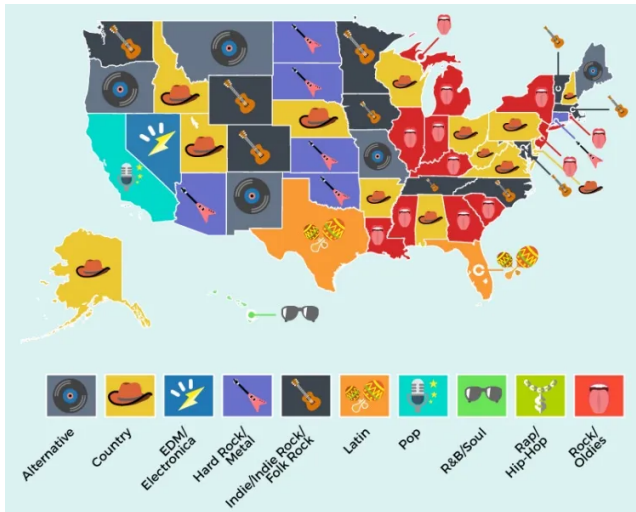 Alternative
Country
EDM/
Electronica
Hard Rock/
Metal
Indie/Indie Rock/
Folk Rock
Latin
Pop
R&B/Soul
Rap/
Hip-Hop
Rock/
Oldies